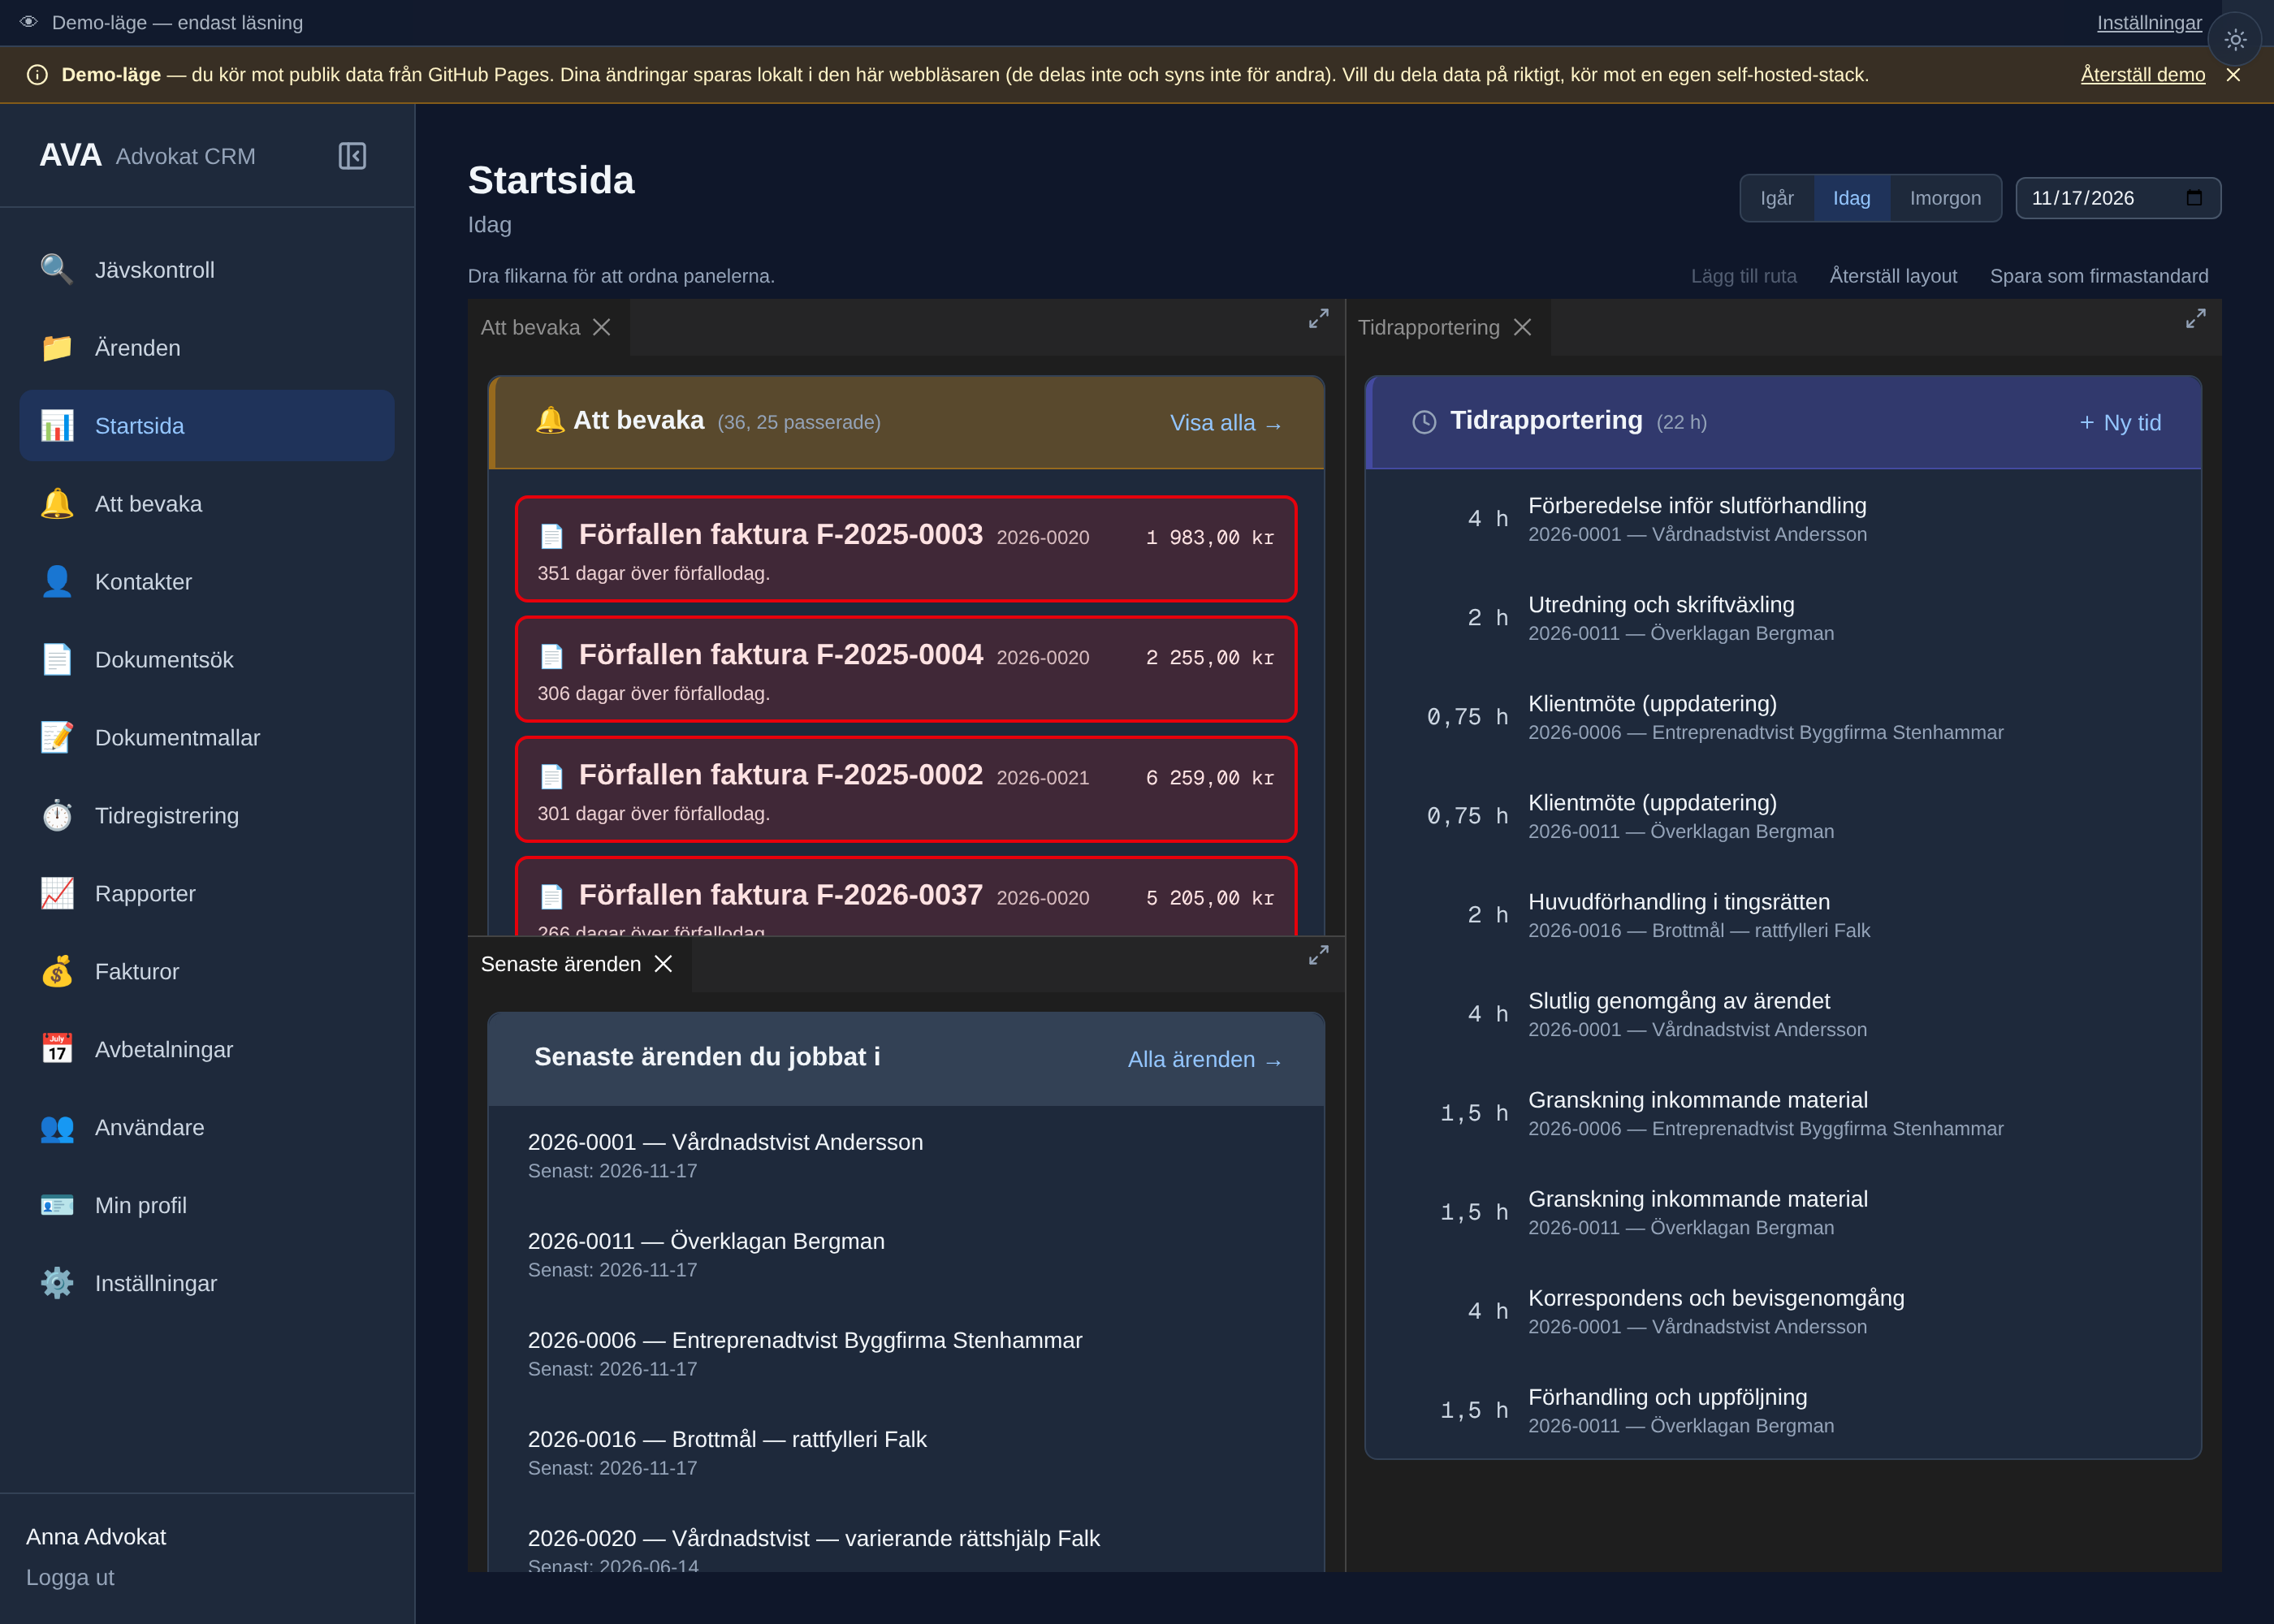 Demo-läge — endast läsning
Inställningar
Demo-läge — du kör mot publik data från GitHub Pages. Dina ändringar sparas lokalt i den här webbläsaren (de delas inte och syns inte för andra). Vill du dela data på riktigt, kör mot en egen self-hosted-stack.
Återställ demo
AVA Advokat CRM
Jävskontroll
Ärenden
Startsida
Att bevaka
Kontakter
Dokumentsök
Dokumentmallar
Tidregistrering
Rapporter
Fakturor
Avbetalningar
Användare
Min profil
Inställningar
Anna Advokat
Logga ut
Startsida
Idag
Igår Idag Imorgon 11/17/2026
Dra flikarna för att ordna panelerna.
Lägg till ruta Återställ layout Spara som firmastandard
Att bevaka
🔔 Att bevaka (36, 25 passerade) Visa alla →
Förfallen faktura F-2025-0003 2026-0020 1 983,00 kr
351 dagar över förfallodag.
Förfallen faktura F-2025-0004 2026-0020 2 255,00 kr
306 dagar över förfallodag.
Förfallen faktura F-2025-0002 2026-0021 6 259,00 kr
301 dagar över förfallodag.
Förfallen faktura F-2026-0037 2026-0020 5 205,00 kr
266 dagar över förfallodag.
Senaste ärenden
Senaste ärenden du jobbat i Alla ärenden →
2026-0001 — Vårdnadstvist Andersson
Senast: 2026-11-17
2026-0011 — Överklagan Bergman
Senast: 2026-11-17
2026-0006 — Entreprenadtvist Byggfirma Stenhammar
Senast: 2026-11-17
2026-0016 — Brottmål — rattfylleri Falk
Senast: 2026-11-17
2026-0020 — Vårdnadstvist — varierande rättshjälp Falk
Senast: 2026-06-14
Tidrapportering
Tidrapportering (22 h) + Ny tid
4 h Förberedelse inför slutförhandling
2026-0001 — Vårdnadstvist Andersson
2 h Utredning och skriftväxling
2026-0011 — Överklagan Bergman
0,75 h Klientmöte (uppdatering)
2026-0006 — Entreprenadtvist Byggfirma Stenhammar
0,75 h Klientmöte (uppdatering)
2026-0011 — Överklagan Bergman
2 h Huvudförhandling i tingsrätten
2026-0016 — Brottmål — rattfylleri Falk
4 h Slutlig genomgång av ärendet
2026-0001 — Vårdnadstvist Andersson
1,5 h Granskning inkommande material
2026-0006 — Entreprenadtvist Byggfirma Stenhammar
1,5 h Granskning inkommande material
2026-0011 — Överklagan Bergman
4 h Korrespondens och bevisgenomgång
2026-0001 — Vårdnadstvist Andersson
1,5 h Förhandling och uppföljning
2026-0011 — Överklagan Bergman